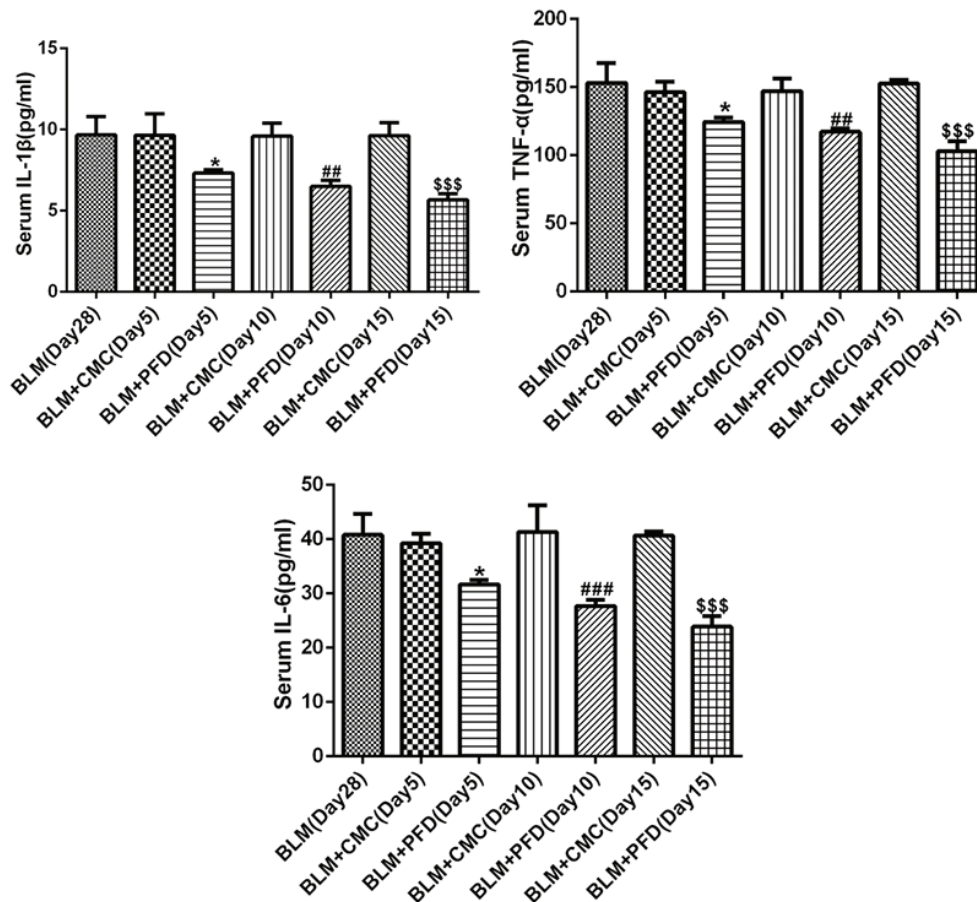 Serum IL-1β(pg/ml)
15
10
5
0
*
##
$$$
BLM(Day28)
BLM+CMC(Day5)
BLM+PFD(Day5)
BLM+CMC(Day10)
BLM+PFD(Day10)
BLM+CMC(Day15)
BLM+PFD(Day15)
Serum TNF-α(pg/ml)
200
150
100
50
0
*
##
$$$
BLM(Day28)
BLM+CMC(Day5)
BLM+PFD(Day5)
BLM+CMC(Day10)
BLM+PFD(Day10)
BLM+CMC(Day15)
BLM+PFD(Day15)
Serum IL-6(pg/ml)
50
40
30
20
10
0
*
###
$$$
BLM(Day28)
BLM+CMC(Day5)
BLM+PFD(Day5)
BLM+CMC(Day10)
BLM+PFD(Day10)
BLM+CMC(Day15)
BLM+PFD(Day15)